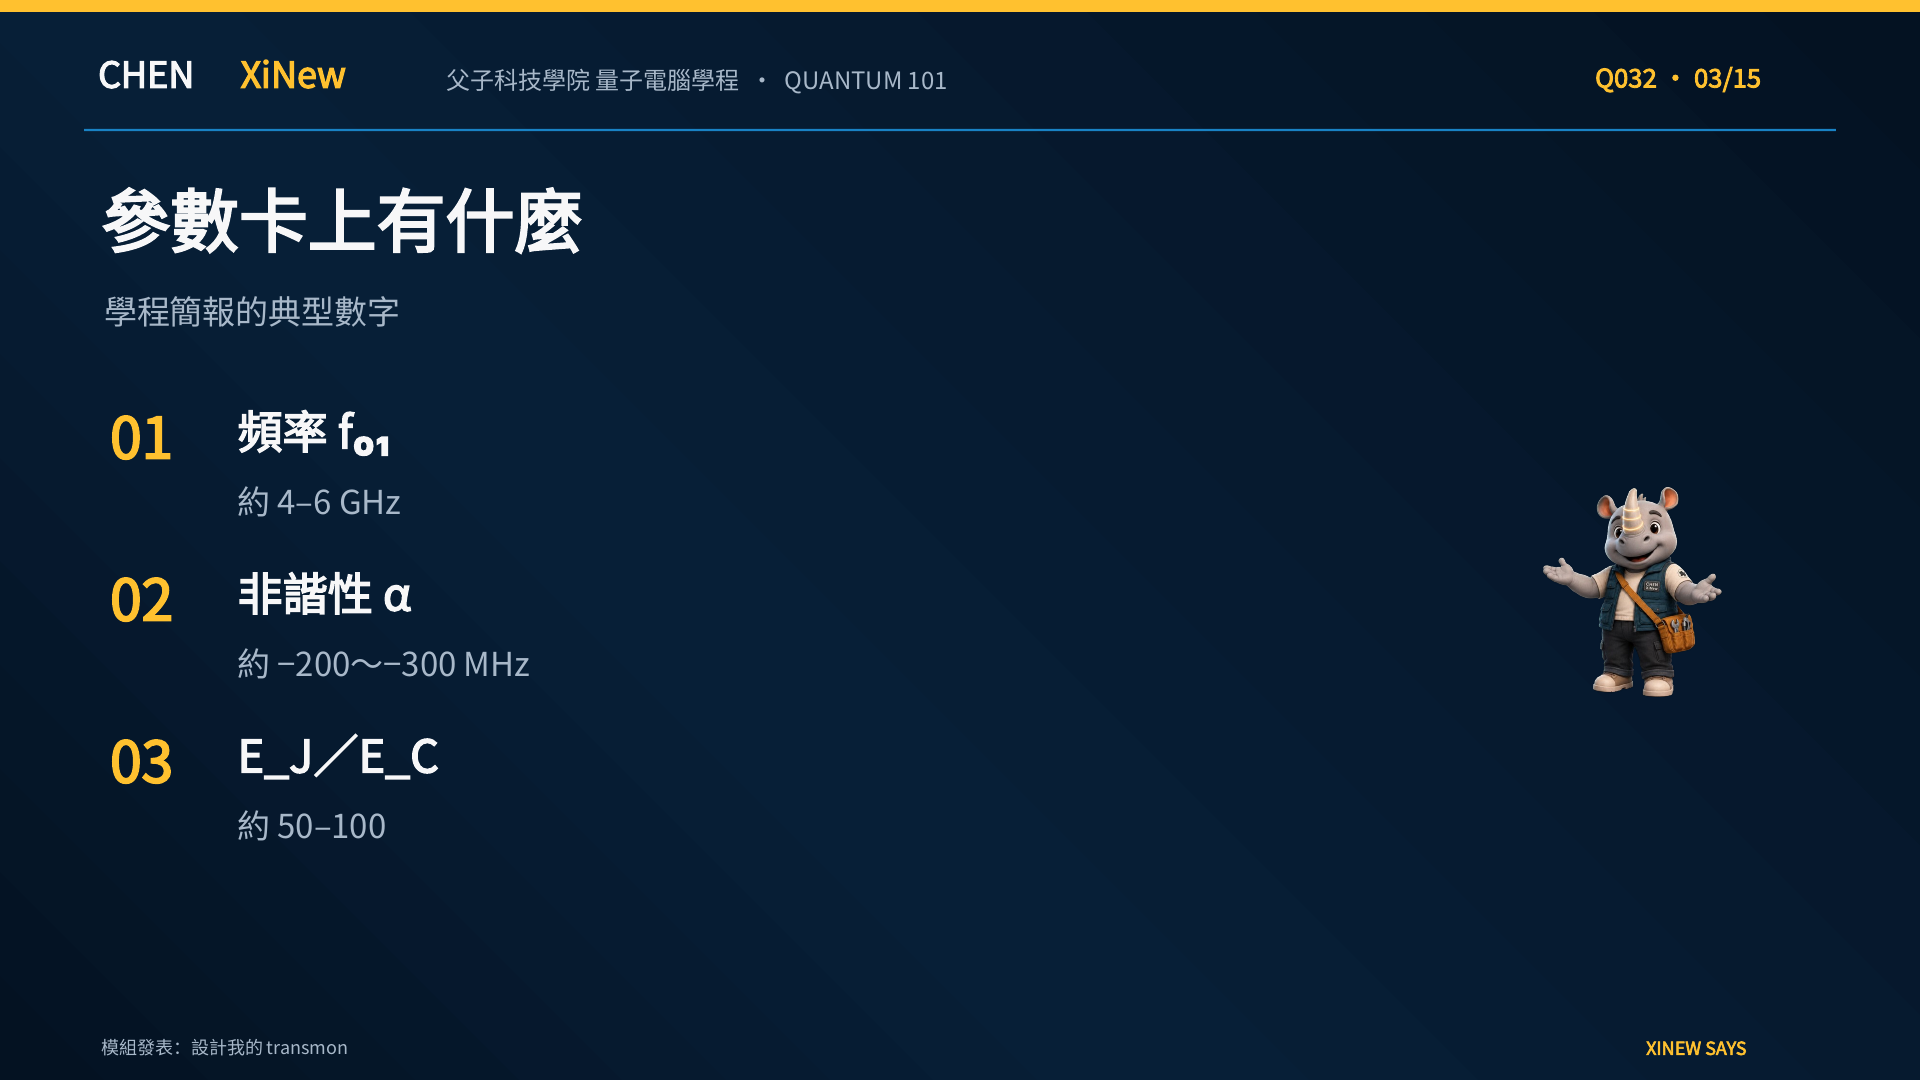 CHEN XiNew 父子科技學院 量子電腦學程 · QUANTUM 101 Q032 · 03/15
參數卡上有什麼
學程簡報的典型數字
01 頻率 f₀₁
約 4–6 GHz
02 非諧性 α
約 −200～−300 MHz
03 E_J／E_C
約 50–100
模組發表：設計我的 transmon
XINEW SAYS